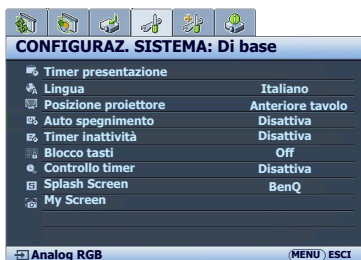 CONFIGURAZ. SISTEMA: Di base
Timer presentazione
Lingua Italiano
Posizione proiettore Anteriore tavolo
Auto spegnimento Disattiva
Timer inattività Disattiva
Blocco tasti Off
Controllo timer Disattiva
Splash Screen BenQ
My Screen
Analog RGB MENU ESCI